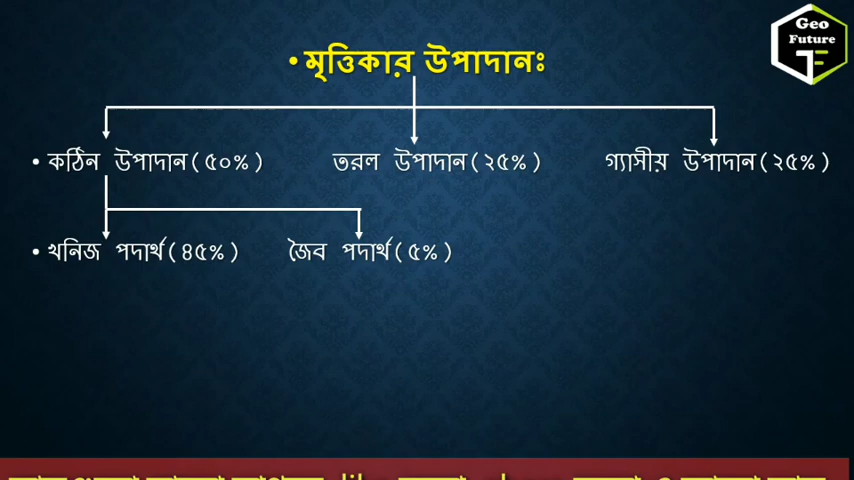 Geo
Future
• মৃত্তিকার উপাদানঃ
• কঠিন উপাদান(৫০%) তরল উপাদান(২৫%) গ্যাসীয় উপাদান(২৫%)
• খনিজ পদার্থ(৪৫%) জৈব পদার্থ(৫%)